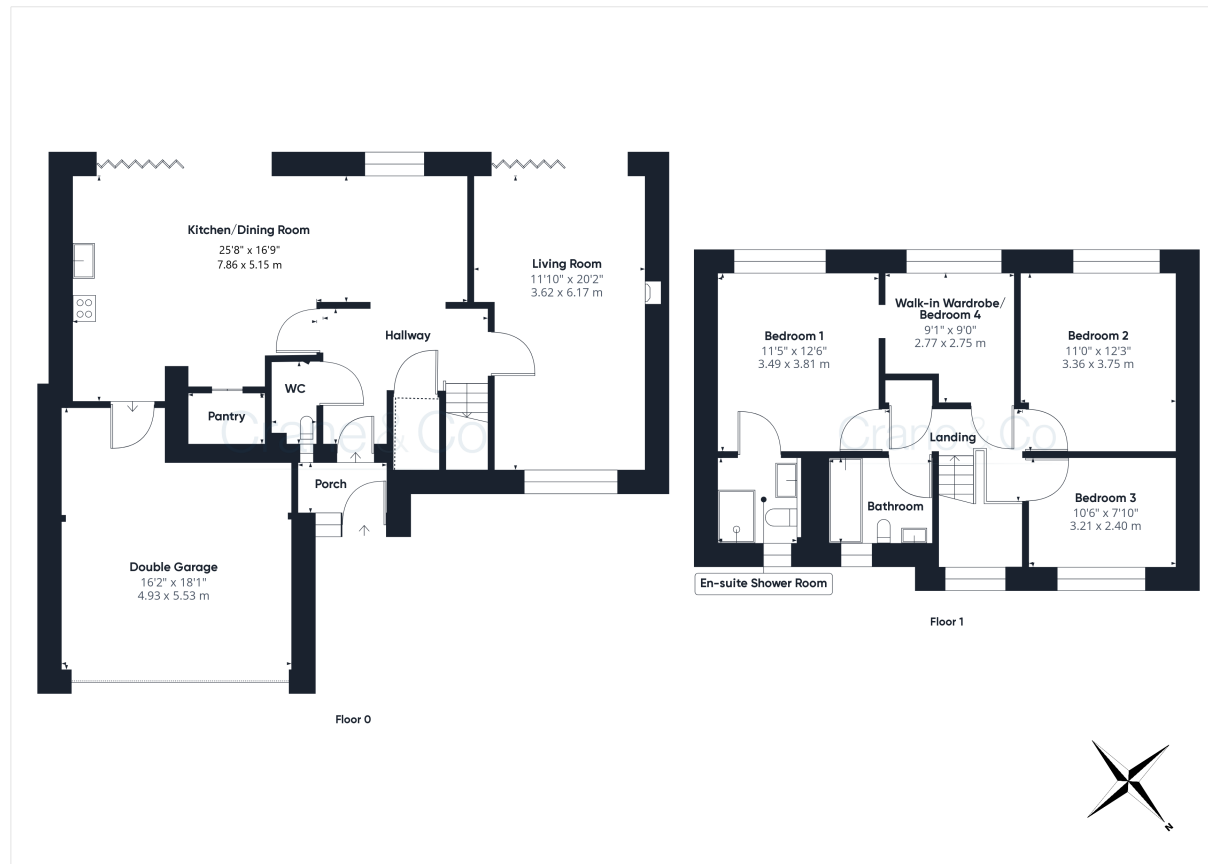 Kitchen/Dining Room
25'8" x 16'9"
7.86 x 5.15 m
Living Room
11'10" x 20'2"
3.62 x 6.17 m
Hallway
WC
Pantry
Crane & Co
Porch
Double Garage
16'2" x 18'1"
4.93 x 5.53 m
Floor 0
Bedroom 1
11'5" x 12'6"
3.49 x 3.81 m
Walk-in Wardrobe/
Bedroom 4
9'1" x 9'0"
2.77 x 2.75 m
Bedroom 2
11'0" x 12'3"
3.36 x 3.75 m
Crane & Co
Landing
Bathroom
Bedroom 3
10'6" x 7'10"
3.21 x 2.40 m
En-suite Shower Room
Floor 1
N